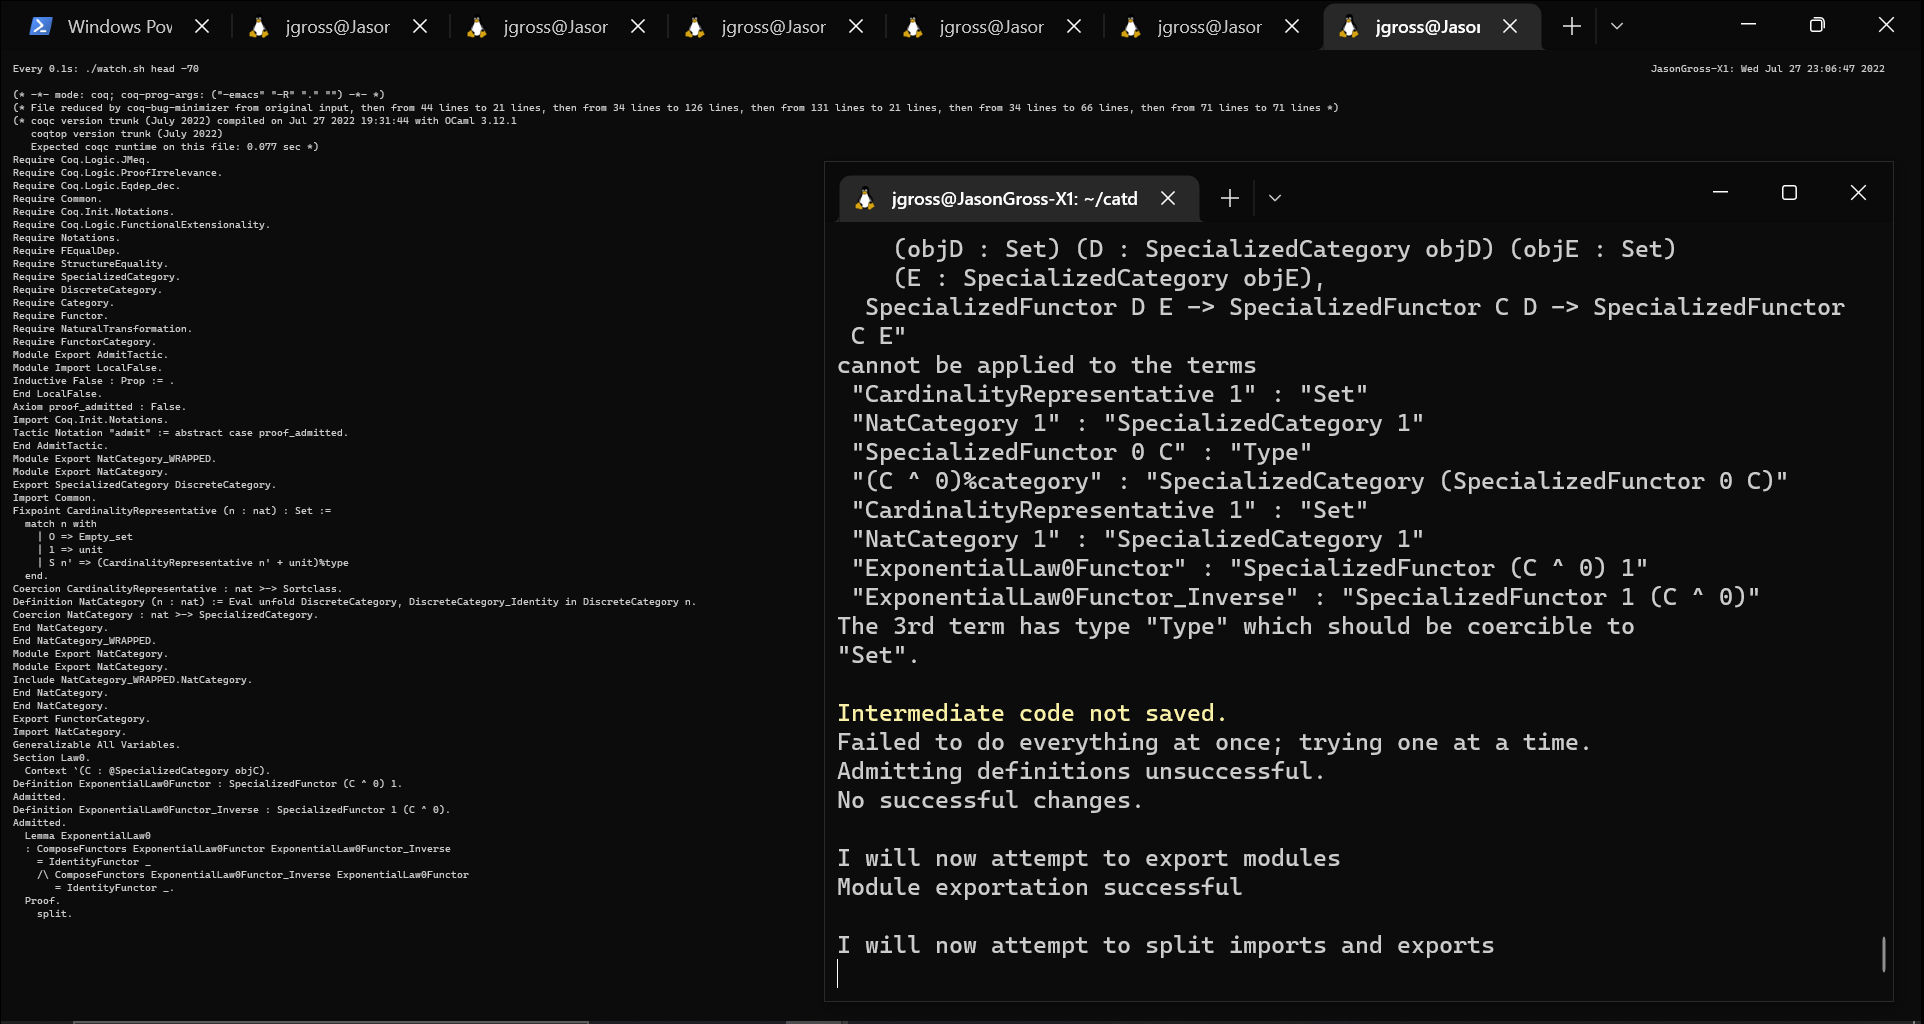 Windows Pov
jgross@Jasor
jgross@Jasor
jgross@Jasor
jgross@Jasor
jgross@Jasor
jgross@Jasor
Every 0.1s: ./watch.sh head -70
JasonGross-X1: Wed Jul 27 23:06:47 2022
(* -*- mode: coq; coq-prog-args: ("-emacs" "-R" "." "") -*- *)
(* File reduced by coq-bug-minimizer from original input, then from 44 lines to 21 lines, then from 34 lines to 126 lines, then from 131 lines to 21 lines, then from 34 lines to 66 lines, then from 71 lines to 71 lines *)
(* coqc version trunk (July 2022) compiled on Jul 27 2022 19:31:44 with OCaml 3.12.1
   coqtop version trunk (July 2022)
   Expected coqc runtime on this file: 0.077 sec *)
Require Coq.Logic.JMeq.
Require Coq.Logic.ProofIrrelevance.
Require Coq.Logic.Eqdep_dec.
Require Common.
Require Coq.Init.Notations.
Require Coq.Logic.FunctionalExtensionality.
Require Notations.
Require FEqualDep.
Require StructureEquality.
Require SpecializedCategory.
Require DiscreteCategory.
Require Category.
Require Functor.
Require NaturalTransformation.
Require FunctorCategory.
Module Export AdmitTactic.
Module Import LocalFalse.
Inductive False : Prop := .
End LocalFalse.
Axiom proof_admitted : False.
Import Coq.Init.Notations.
Tactic Notation "admit" := abstract case proof_admitted.
End AdmitTactic.
Module Export NatCategory_WRAPPED.
Module Export NatCategory.
Export SpecializedCategory DiscreteCategory.
Import Common.
Fixpoint CardinalityRepresentative (n : nat) : Set :=
  match n with
    | O => Empty_set
    | 1 => unit
    | S n' => (CardinalityRepresentative n' + unit)%type
  end.
Coercion CardinalityRepresentative : nat >-> Sortclass.
Definition NatCategory (n : nat) := Eval unfold DiscreteCategory, DiscreteCategory_Identity in DiscreteCategory n.
Coercion NatCategory : nat >-> SpecializedCategory.
End NatCategory.
End NatCategory_WRAPPED.
Module Export NatCategory.
Module Export NatCategory.
Include NatCategory_WRAPPED.NatCategory.
End NatCategory.
End NatCategory.
Export FunctorCategory.
Import NatCategory.
Generalizable All Variables.
Section Law0.
  Context `(C : @SpecializedCategory objC).
Definition ExponentialLaw0Functor : SpecializedFunctor (C ^ 0) 1.
Admitted.
Definition ExponentialLaw0Functor_Inverse : SpecializedFunctor 1 (C ^ 0).
Admitted.
  Lemma ExponentialLaw0
  : ComposeFunctors ExponentialLaw0Functor ExponentialLaw0Functor_Inverse
    = IdentityFunctor _
    /\ ComposeFunctors ExponentialLaw0Functor_Inverse ExponentialLaw0Functor
       = IdentityFunctor _.
  Proof.
    split.
jgross@JasonGross-X1: ~/catd
    (objD : Set) (D : SpecializedCategory objD) (objE : Set)
    (E : SpecializedCategory objE),
  SpecializedFunctor D E -> SpecializedFunctor C D -> SpecializedFunctor
 C E"
cannot be applied to the terms
 "CardinalityRepresentative 1" : "Set"
 "NatCategory 1" : "SpecializedCategory 1"
 "SpecializedFunctor 0 C" : "Type"
 "(C ^ 0)%category" : "SpecializedCategory (SpecializedFunctor 0 C)"
 "CardinalityRepresentative 1" : "Set"
 "NatCategory 1" : "SpecializedCategory 1"
 "ExponentialLaw0Functor" : "SpecializedFunctor (C ^ 0) 1"
 "ExponentialLaw0Functor_Inverse" : "SpecializedFunctor 1 (C ^ 0)"
The 3rd term has type "Type" which should be coercible to
"Set".
Intermediate code not saved.
Failed to do everything at once; trying one at a time.
Admitting definitions unsuccessful.
No successful changes.
I will now attempt to export modules
Module exportation successful
I will now attempt to split imports and exports